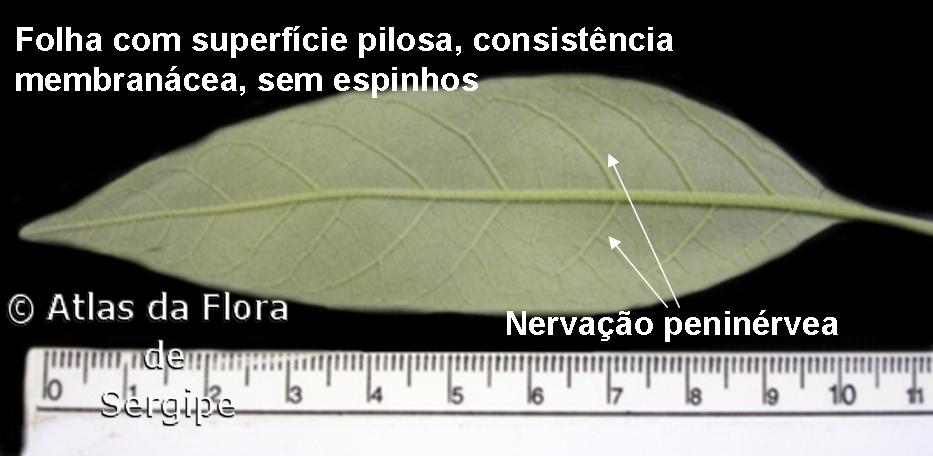 Folha com superfície pilosa, consistência
membranácea, sem espinhos
© Atlas da Flora
de
Sergipe
Nervação peninérvea
0 1 2 3 4 5 6 7 8 9 10 11